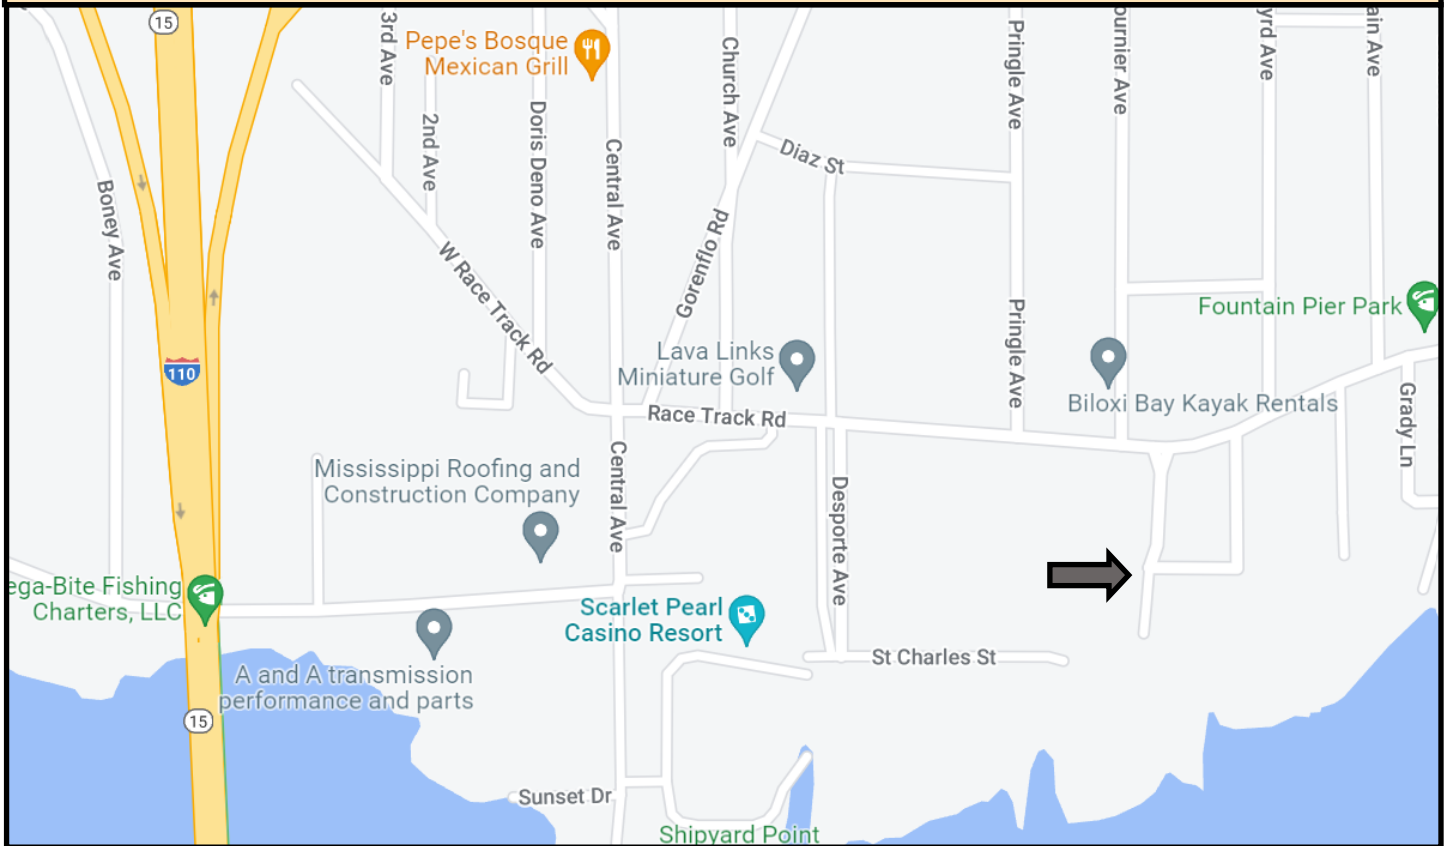 15
3rd Ave
Pepe's Bosque
Mexican Grill
Church Ave
Pringle Ave
ournier Ave
yrd Ave
ain Ave
2nd Ave
Doris Deno Ave
Central Ave
Diaz St
Boney Ave
Gorenflo Rd
W Race Track Rd
Pringle Ave
Fountain Pier Park
110
Lava Links
Miniature Golf
Biloxi Bay Kayak Rentals
Grady Ln
Race Track Rd
Mississippi Roofing and
Construction Company
Central Ave
Desporte Ave
ega-Bite Fishing
Charters, LLC
Scarlet Pearl
Casino Resort
St Charles St
A and A transmission
performance and parts
15
Sunset Dr
Shipyard Point